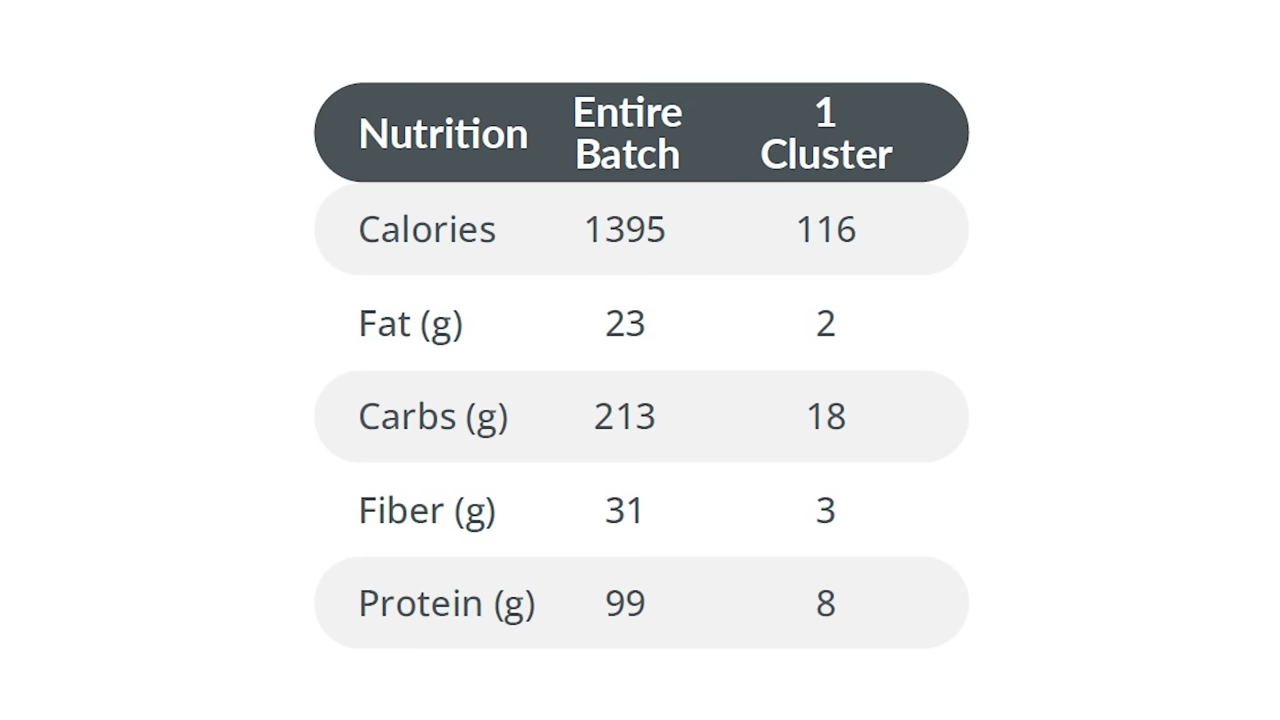 Nutrition Entire Batch 1 Cluster
Calories 1395 116
Fat (g) 23 2
Carbs (g) 213 18
Fiber (g) 31 3
Protein (g) 99 8